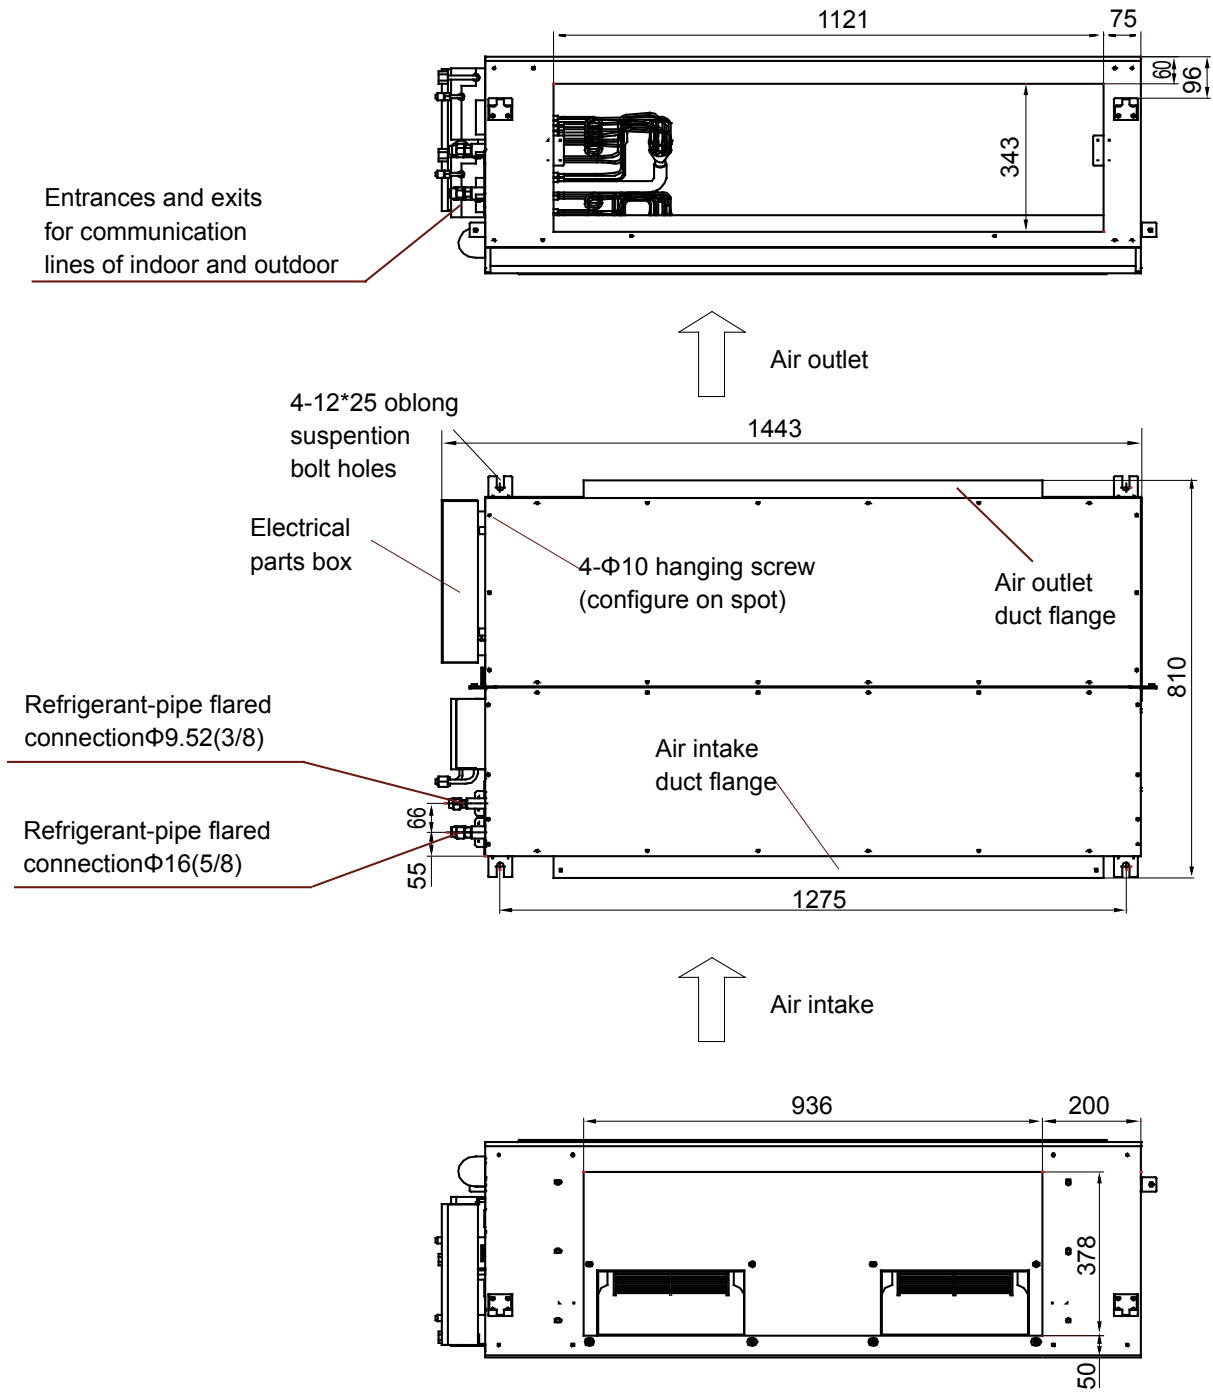 1121
75
60
96
343
Entrances and exits
for communication
lines of indoor and outdoor
Air outlet
4-12*25 oblong
suspention
bolt holes
1443
Electrical
parts box
4-Φ10 hanging screw
(configure on spot)
Air outlet
duct flange
810
Refrigerant-pipe flared
connectionΦ9.52(3/8)
Air intake
duct flange
66
Refrigerant-pipe flared
connectionΦ16(5/8)
55
1275
Air intake
936
200
378
50